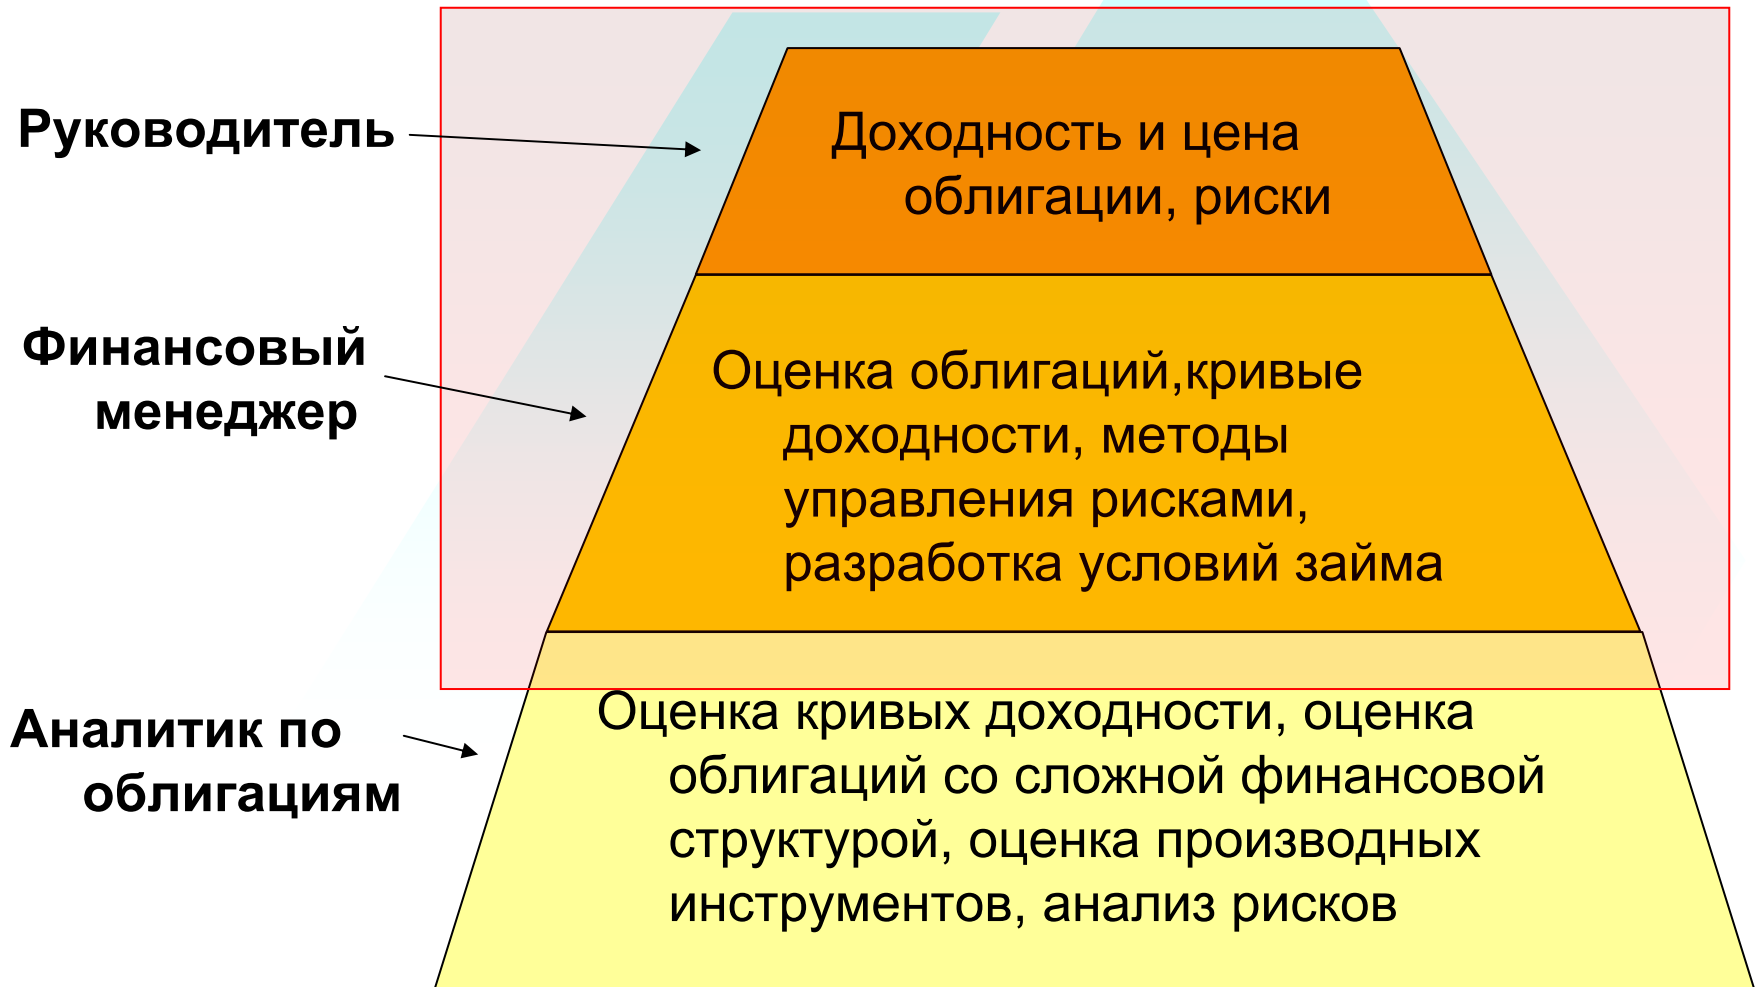 Руководитель
Доходность и цена
облигации, риски
Финансовый
менеджер
Оценка облигаций,кривые
доходности, методы
управления рисками,
разработка условий займа
Аналитик по
облигациям
Оценка кривых доходности, оценка
облигаций со сложной финансовой
структурой, оценка производных
инструментов, анализ рисков